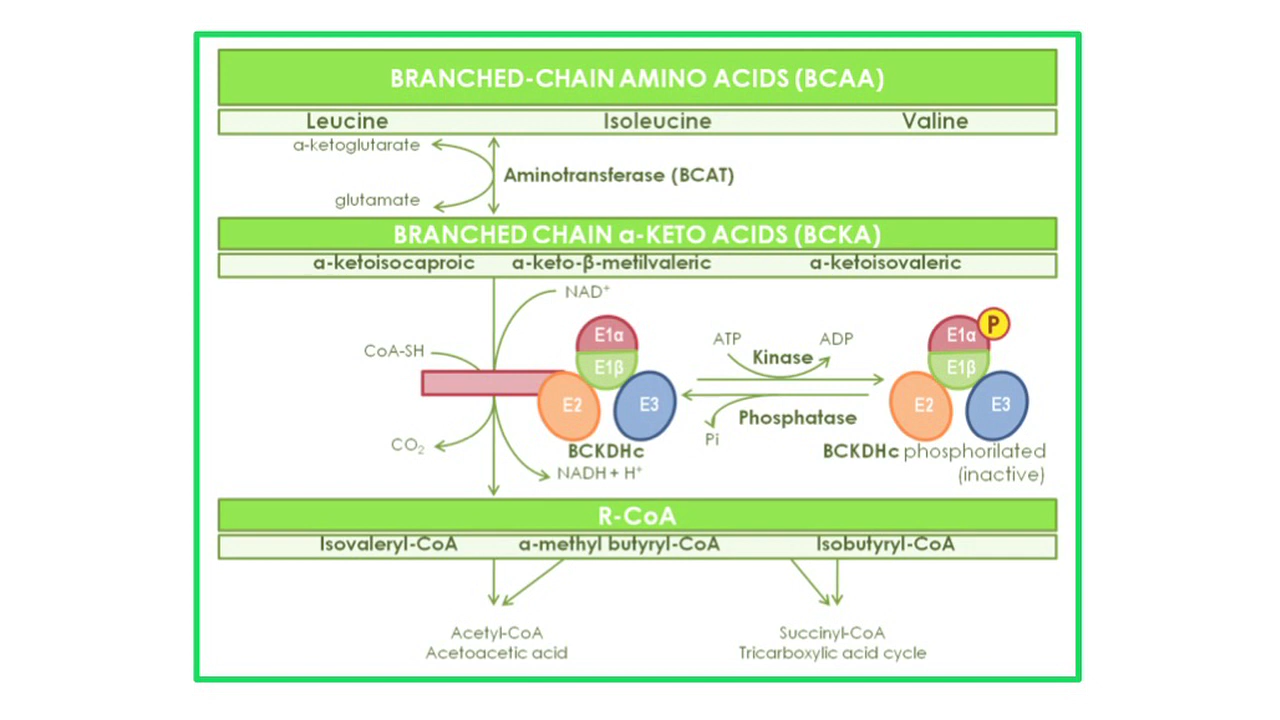 BRANCHED-CHAIN AMINO ACIDS (BCAA)
Leucine Isoleucine Valine
α-ketoglutarate
Aminotransferase (BCAT)
glutamate
BRANCHED CHAIN α-KETO ACIDS (BCKA)
α-ketoisocaproic α-keto-β-metilvaleric α-ketoisovaleric
NAD⁺
CoA-SH
E1α
E1β
E2 E3
ATP ADP
Kinase
Phosphatase
Pi
P
E1α
E1β
E2 E3
CO₂
BCKDHc
NADH + H⁺
BCKDHc phosphorilated
(inactive)
R-CoA
Isovaleryl-CoA α-methyl butyryl-CoA Isobutyryl-CoA
Acetyl-CoA
Acetoacetic acid
Succinyl-CoA
Tricarboxylic acid cycle